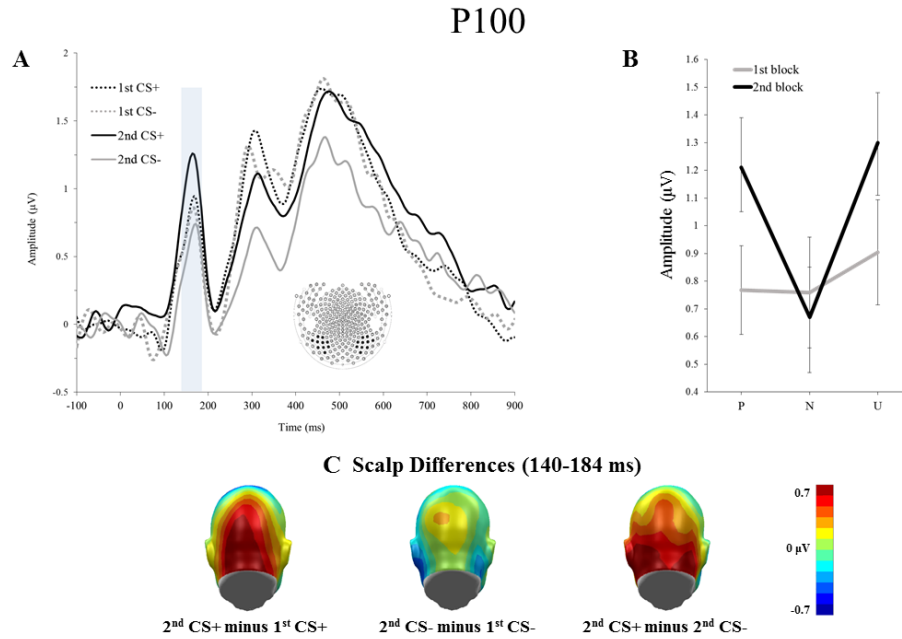 P100
A
2
1.5
1
0.5
0
-0.5
Amplitude (µV)
1st CS+
1st CS-
2nd CS+
2nd CS-
-100 0 100 200 300 400 500 600 700 800 900
Time (ms)
B
1.6
1.5
1.4
1.3
1.2
1.1
1
0.9
0.8
0.7
0.6
0.5
0.4
Amplitude (µV)
1st block
2nd block
P N U
C Scalp Differences (140-184 ms)
0.7
0 µV
-0.7
2nd CS+ minus 1st CS+
2nd CS- minus 1st CS-
2nd CS+ minus 2nd CS-